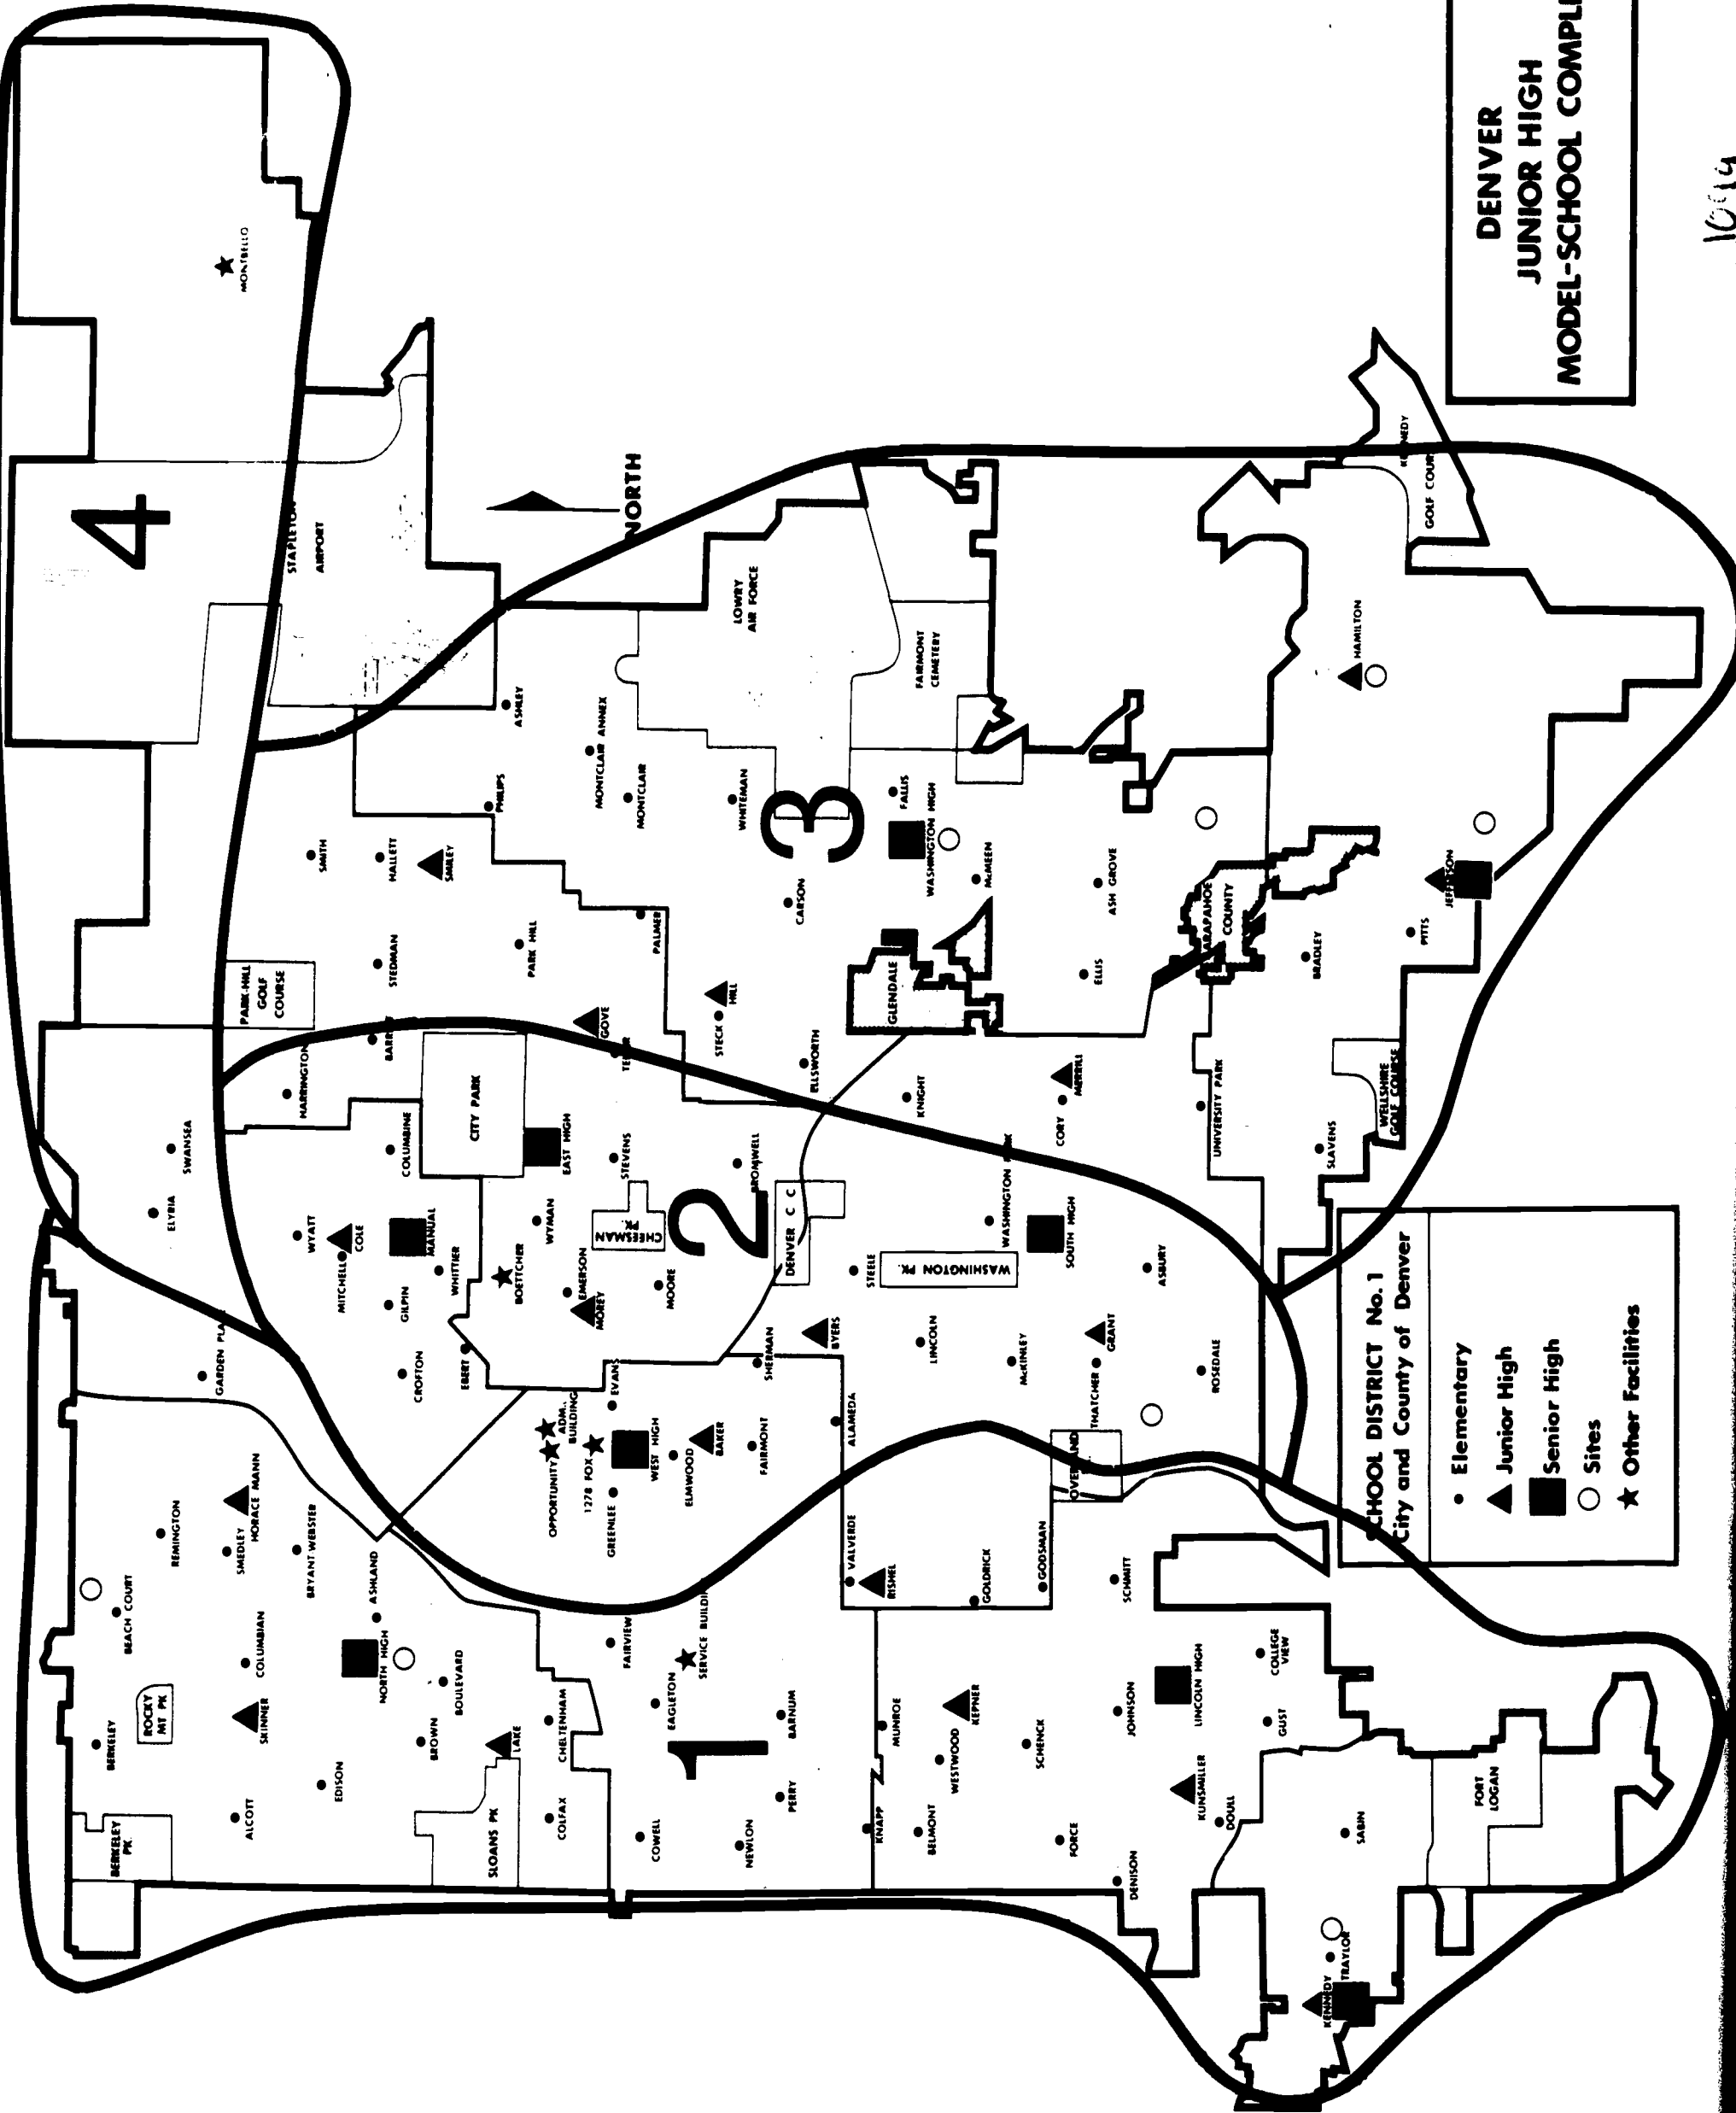 DENVER
JUNIOR HIGH
4
MONTBELLO
STAPLETON
AIRPORT
NORTH
BERKELEY
PK.
BERKELEY
ROCKY
MT PK
BEACH COURT
REMINGTON
ALCOTT
SKINNER
COLUMBIAN
SMEDLEY
HORACE MANN
GARDEN
ELYRIA
SWANSEA
PARK HILL
GOLF
COURSE
EDISON
BRYANT WEBSTER
WYATT
HARRINGTON
SMITH
NORTH HIGH
ASHLAND
MITCHELL
COLE
STEDMAN
HALLETT
BROWN
BOULEVARD
CROFTON
GILPIN
MANUAL
COLUMBINE
SMILEY
WHITTIER
CITY PARK
SLOANS PK
LAKE
EBERT
BOETTCHER
PHILIPS
ASHLEY
COLFAX
CHELTENHAM
OPPORTUNITY
ADM.
BUILDING
WYMAN
EAST HIGH
PARK HILL
1278 FOX
EMERSON
MOREY
GOVE
MONTCLAIR ANNEX
FAIRVIEW
GREENLEE
EVANS
CHEESMAN
PK.
STEVENS
MONTCLAIR
COWELL
EAGLETON
WEST HIGH
MOORE
PALMER
1
SERVICE
ELMWOOD
BAKER
2
STECK
HILL
NEWLON
FAIRMONT
SHERMAN
BROMWELL
WHITEMAN
LOWRY
AIR FORCE
PERRY
BARNUM
DENVER C C
ELLSWORTH
CARSON
3
BYERS
KNAPP
MUNROE
VALVERDE
ALAMEDA
STEELE
RISHEL
GLENDALE
FALLIS
BELMONT
LINCOLN
WASHINGTON PK.
KNIGHT
WASHINGTON HIGH
FAIRMONT
CEMETERY
WESTWOOD
KEPNER
GOLDRICK
McKINLEY
WASHINGTON
McMEEN
SCHENCK
GODSMAN
SOUTH HIGH
CORY
MERRILL
FORCE
THATCHER
GRANT
ELLIS
ASH GROVE
DENISON
JOHNSON
SCHMITT
ASBURY
KUNSMILLER
LINCOLN HIGH
ROSEDALE
UNIVERSITY PARK
ARAPAHOE
COUNTY
DOULL
GUST
COLLEGE
VIEW
BRADLEY
SLAVENS
HAMILTON
KENNEDY
TRAYLOR
SABIN
WELLSHIRE
GOLF COURSE
PITTS
JEFFERSON
GOLF
FORT
LOGAN
SCHOOL DISTRICT No. 1
City and County of Denver
Elementary
Junior High
Senior High
Sites
Other Facilities